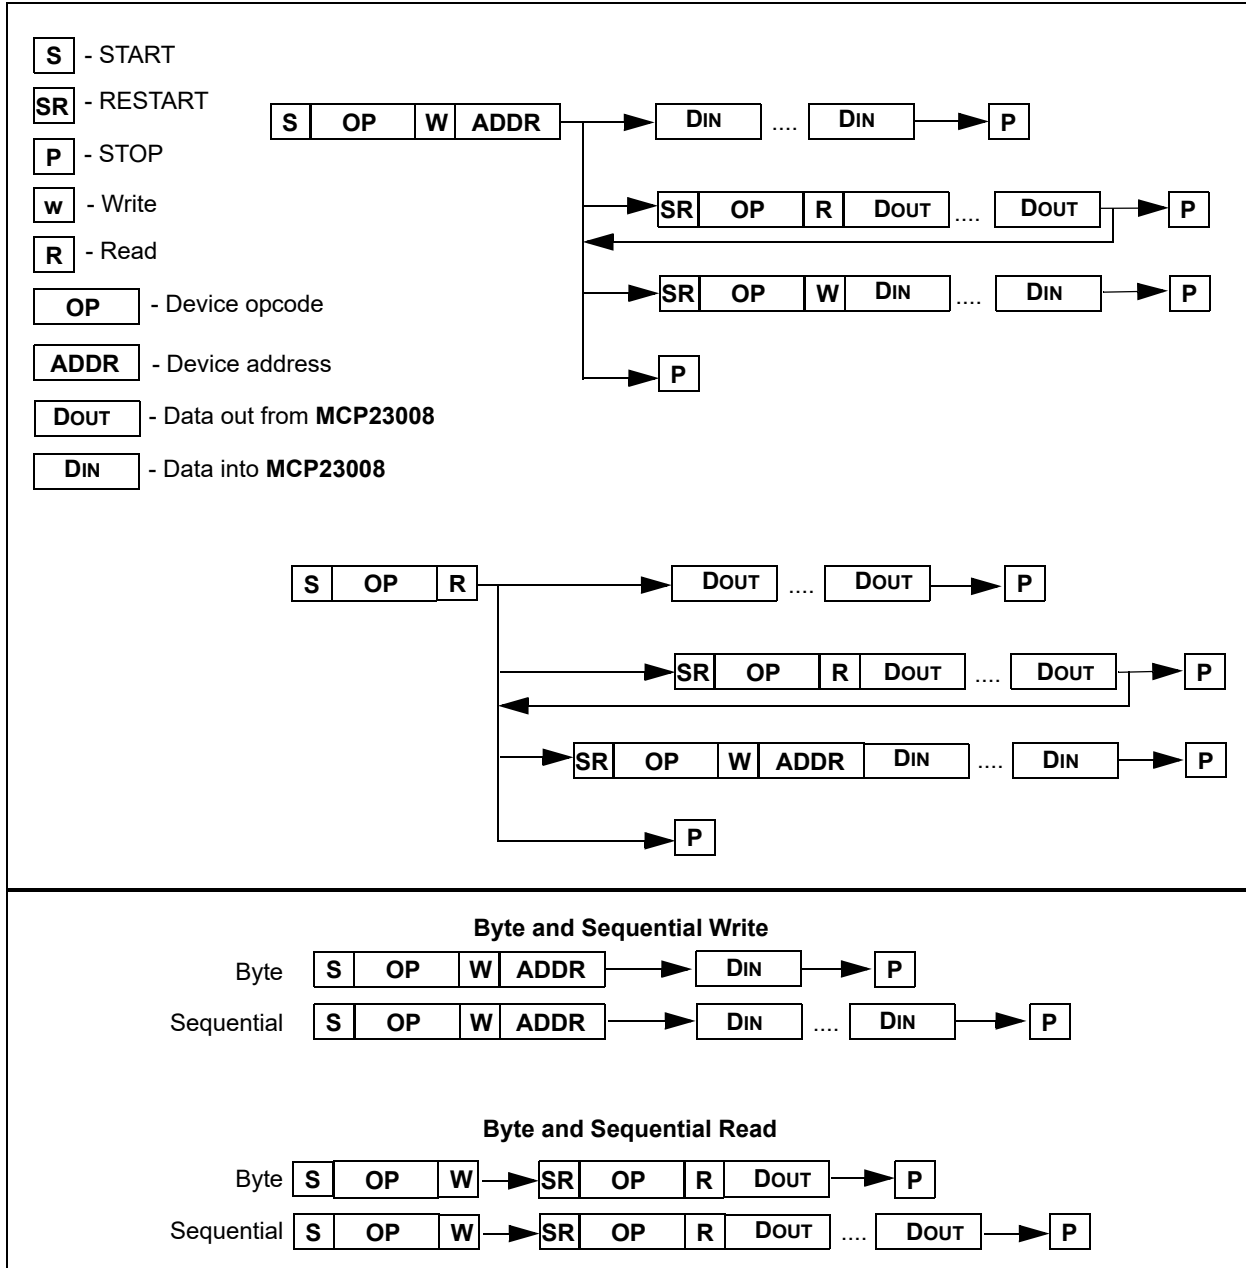 S - START
SR - RESTART
P - STOP
w - Write
R - Read
OP - Device opcode
ADDR - Device address
DOUT - Data out from MCP23008
DIN - Data into MCP23008
S OP W ADDR DIN .... DIN P
SR OP R DOUT .... DOUT P
SR OP W DIN .... DIN P
P
S OP R DOUT .... DOUT P
SR OP R DOUT .... DOUT P
SR OP W ADDR DIN .... DIN P
P
Byte and Sequential Write
Byte S OP W ADDR DIN P
Sequential S OP W ADDR DIN .... DIN P
Byte and Sequential Read
Byte S OP W SR OP R DOUT P
Sequential S OP W SR OP R DOUT .... DOUT P